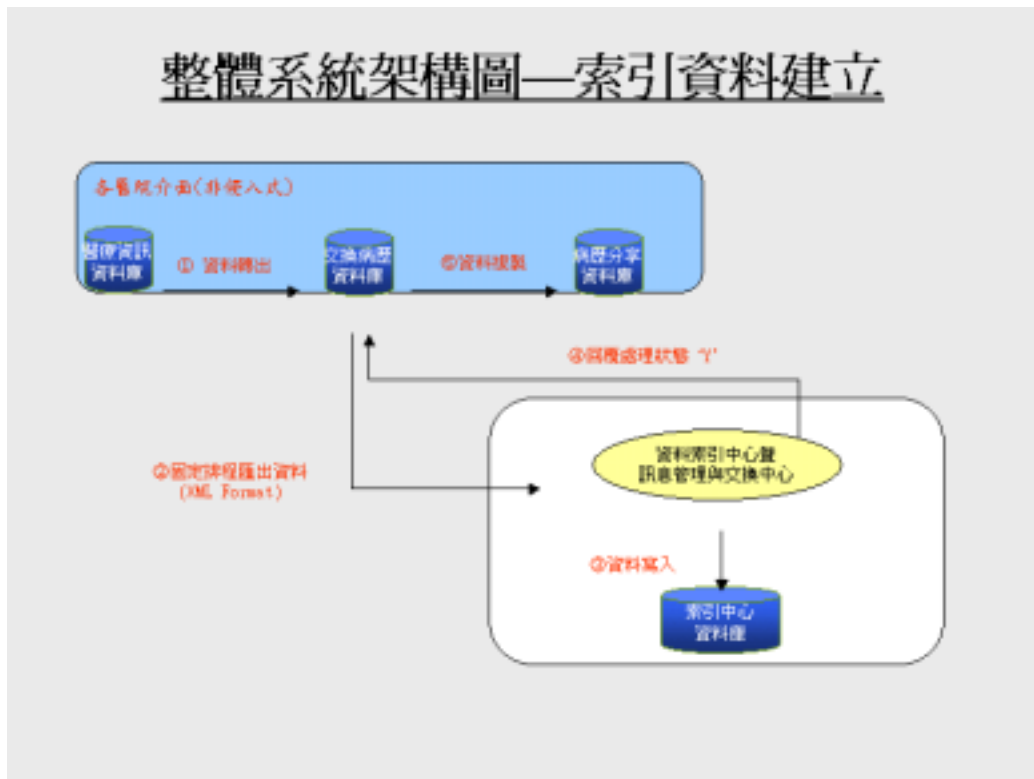 整體系統架構圖—索引資料建立
各醫院介面(非侵入式)
醫療資訊
資料庫
① 資料轉出
交換病歷
資料庫
⑤資料複製
病歷分享
資料庫
④回覆處理狀態 "Y"
資料索引中心暨
訊息管理與交換中心
②固定排程匯出資料
(XML Format)
③資料寫入
索引中心
資料庫